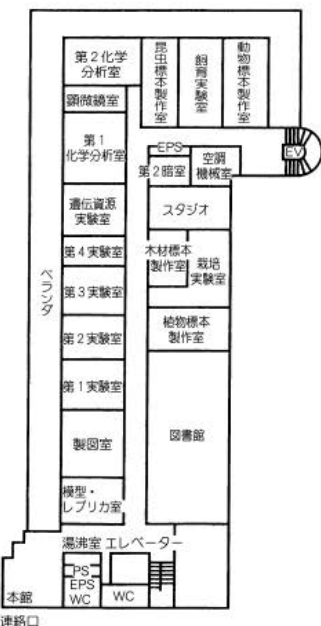 第2化学
分析室
昆虫標本製作室
飼育実験室
動物標本製作室
顕微鏡室
第1
化学分析室
EPS
第2暗室
空調
機械室
EV
遺伝資源
実験室
スタジオ
第4実験室
木材標本
製作室
栽培
実験室
ベランダ
第3実験室
第2実験室
植物標本
製作室
第1実験室
製図室
図書館
模型・
レプリカ室
湯沸室 エレベーター
PS
EPS
WC
WC
本館
連絡口